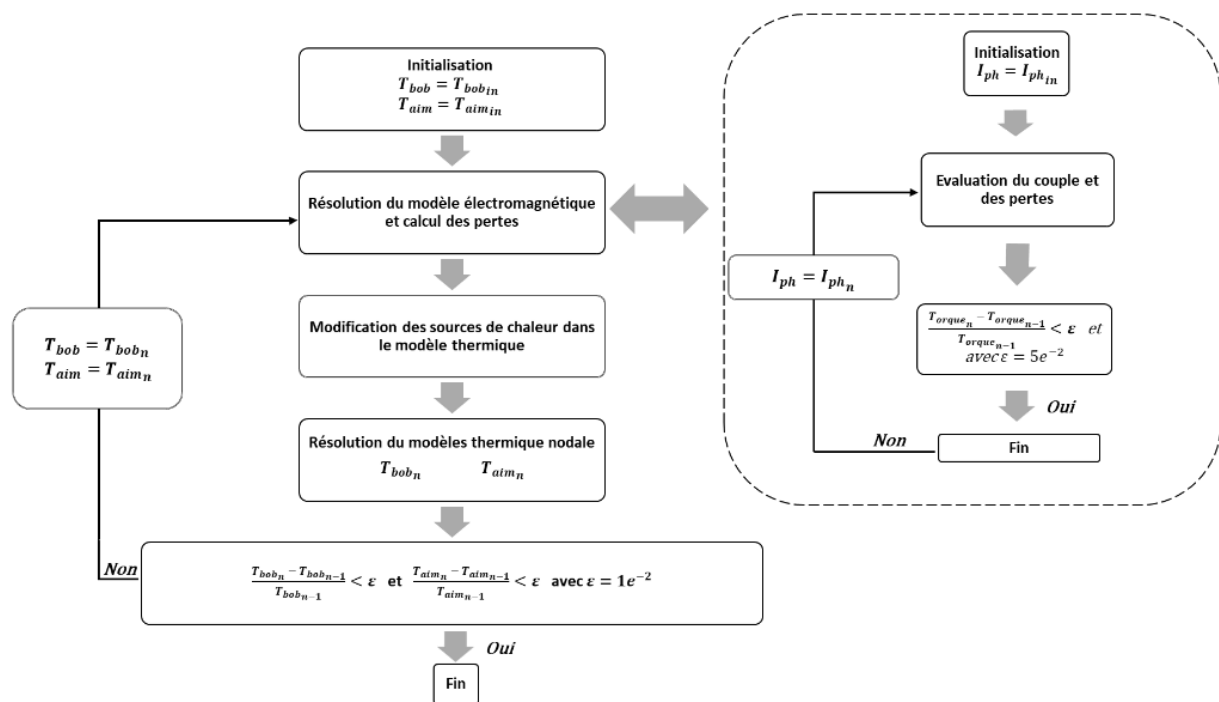 Initialisation
T_bob = T_bob_in
T_aim = T_aim_in
Résolution du modèle électromagnétique
et calcul des pertes
Modification des sources de chaleur dans
le modèle thermique
Résolution du modèles thermique nodale
T_bob_n T_aim_n
T_bob = T_bob_n
T_aim = T_aim_n
Non
(T_bob_n − T_bob_n−1)/T_bob_n−1 < ε et (T_aim_n − T_aim_n−1)/T_aim_n−1 < ε avec ε = 1e^−2
Oui
Fin
Initialisation
I_ph = I_ph_in
Evaluation du couple et
des pertes
I_ph = I_ph_n
(T_orque_n − T_orque_n−1)/T_orque_n−1 < ε et
avec ε = 5e^−2
Oui
Non
Fin